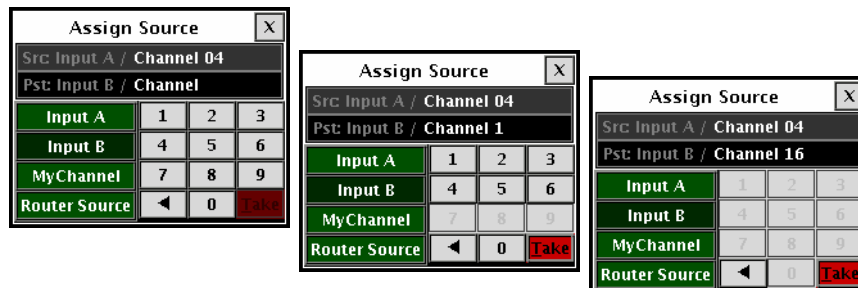 Assign Source X
Src: Input A / Channel 04
Pst: Input B / Channel
Input A 1 2 3
Input B 4 5 6
MyChannel 7 8 9
Router Source ◀ 0 Take
Assign Source X
Src: Input A / Channel 04
Pst: Input B / Channel 1
Input A 1 2 3
Input B 4 5 6
MyChannel 7 8 9
Router Source ◀ 0 Take
Assign Source X
Src: Input A / Channel 04
Pst: Input B / Channel 16
Input A 1 2 3
Input B 4 5 6
MyChannel 7 8 9
Router Source ◀ 0 Take